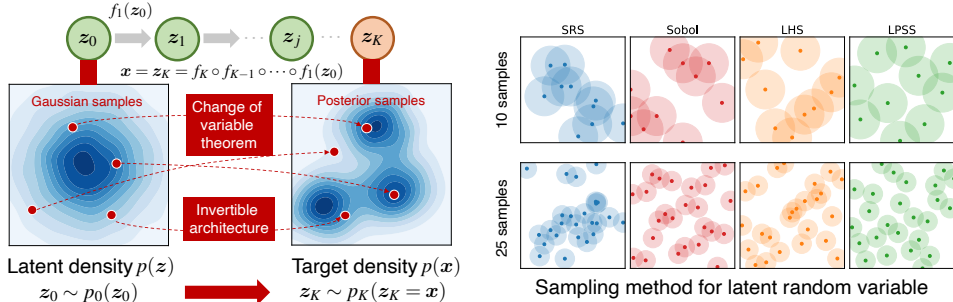 f₁(z₀)
z₀ z₁ ··· z_j ··· z_K
x = z_K = f_K ∘ f_{K−1} ∘ ··· ∘ f₁(z₀)
Gaussian samples
Change of
variable
theorem
Posterior samples
Invertible
architecture
Latent density p(z)
z₀ ∼ p₀(z₀)
Target density p(x)
z_K ∼ p_K(z_K = x)
SRS Sobol LHS LPSS
10 samples
25 samples
Sampling method for latent random variable